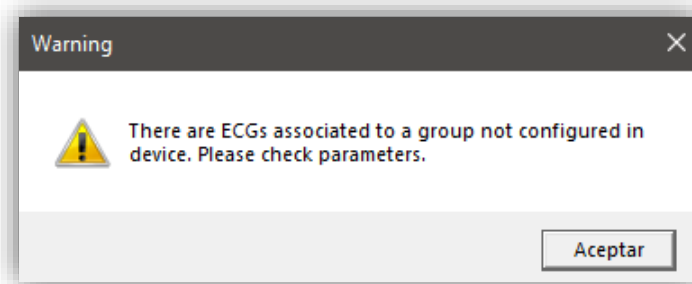 Warning
There are ECGs associated to a group not configured in
device. Please check parameters.
Aceptar